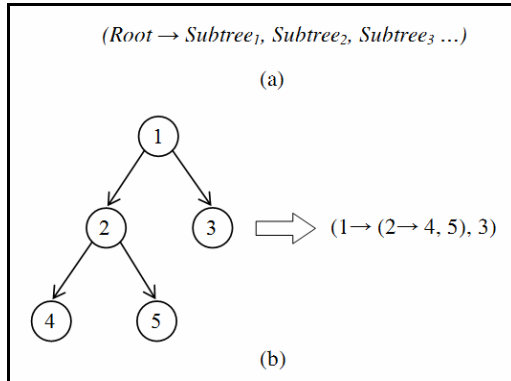 (Root → Subtree₁, Subtree₂, Subtree₃ ...)
(a)
1
2
3
(1→ (2→ 4, 5), 3)
4
5
(b)